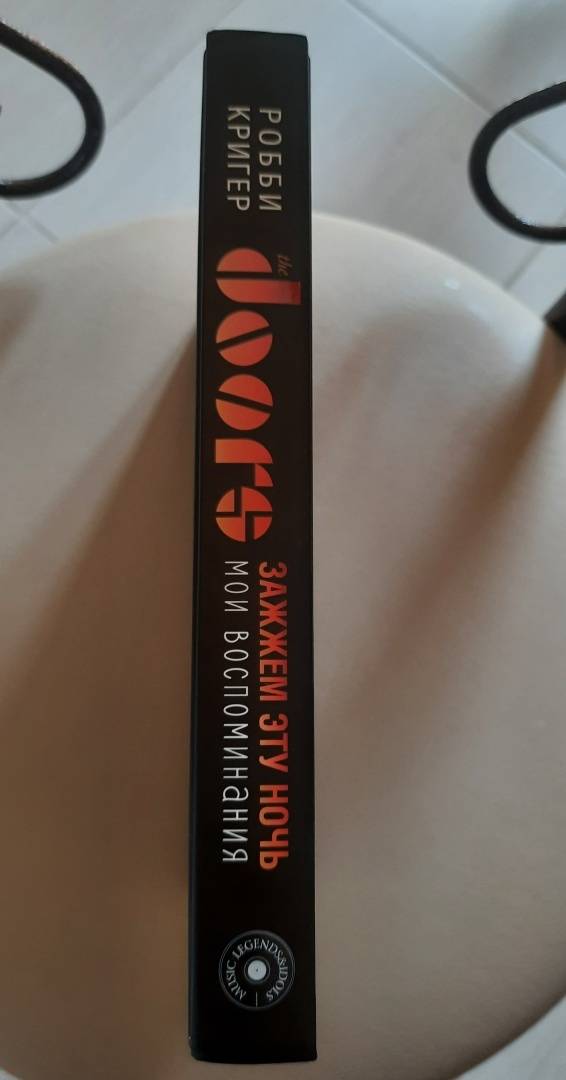 РОББИ
КРИГЕР
the
doors
ЗАЖЖЕМ ЭТУ НОЧЬ
МОИ ВОСПОМИНаНИЯ
MUSIC LEGENDS&IDOLS